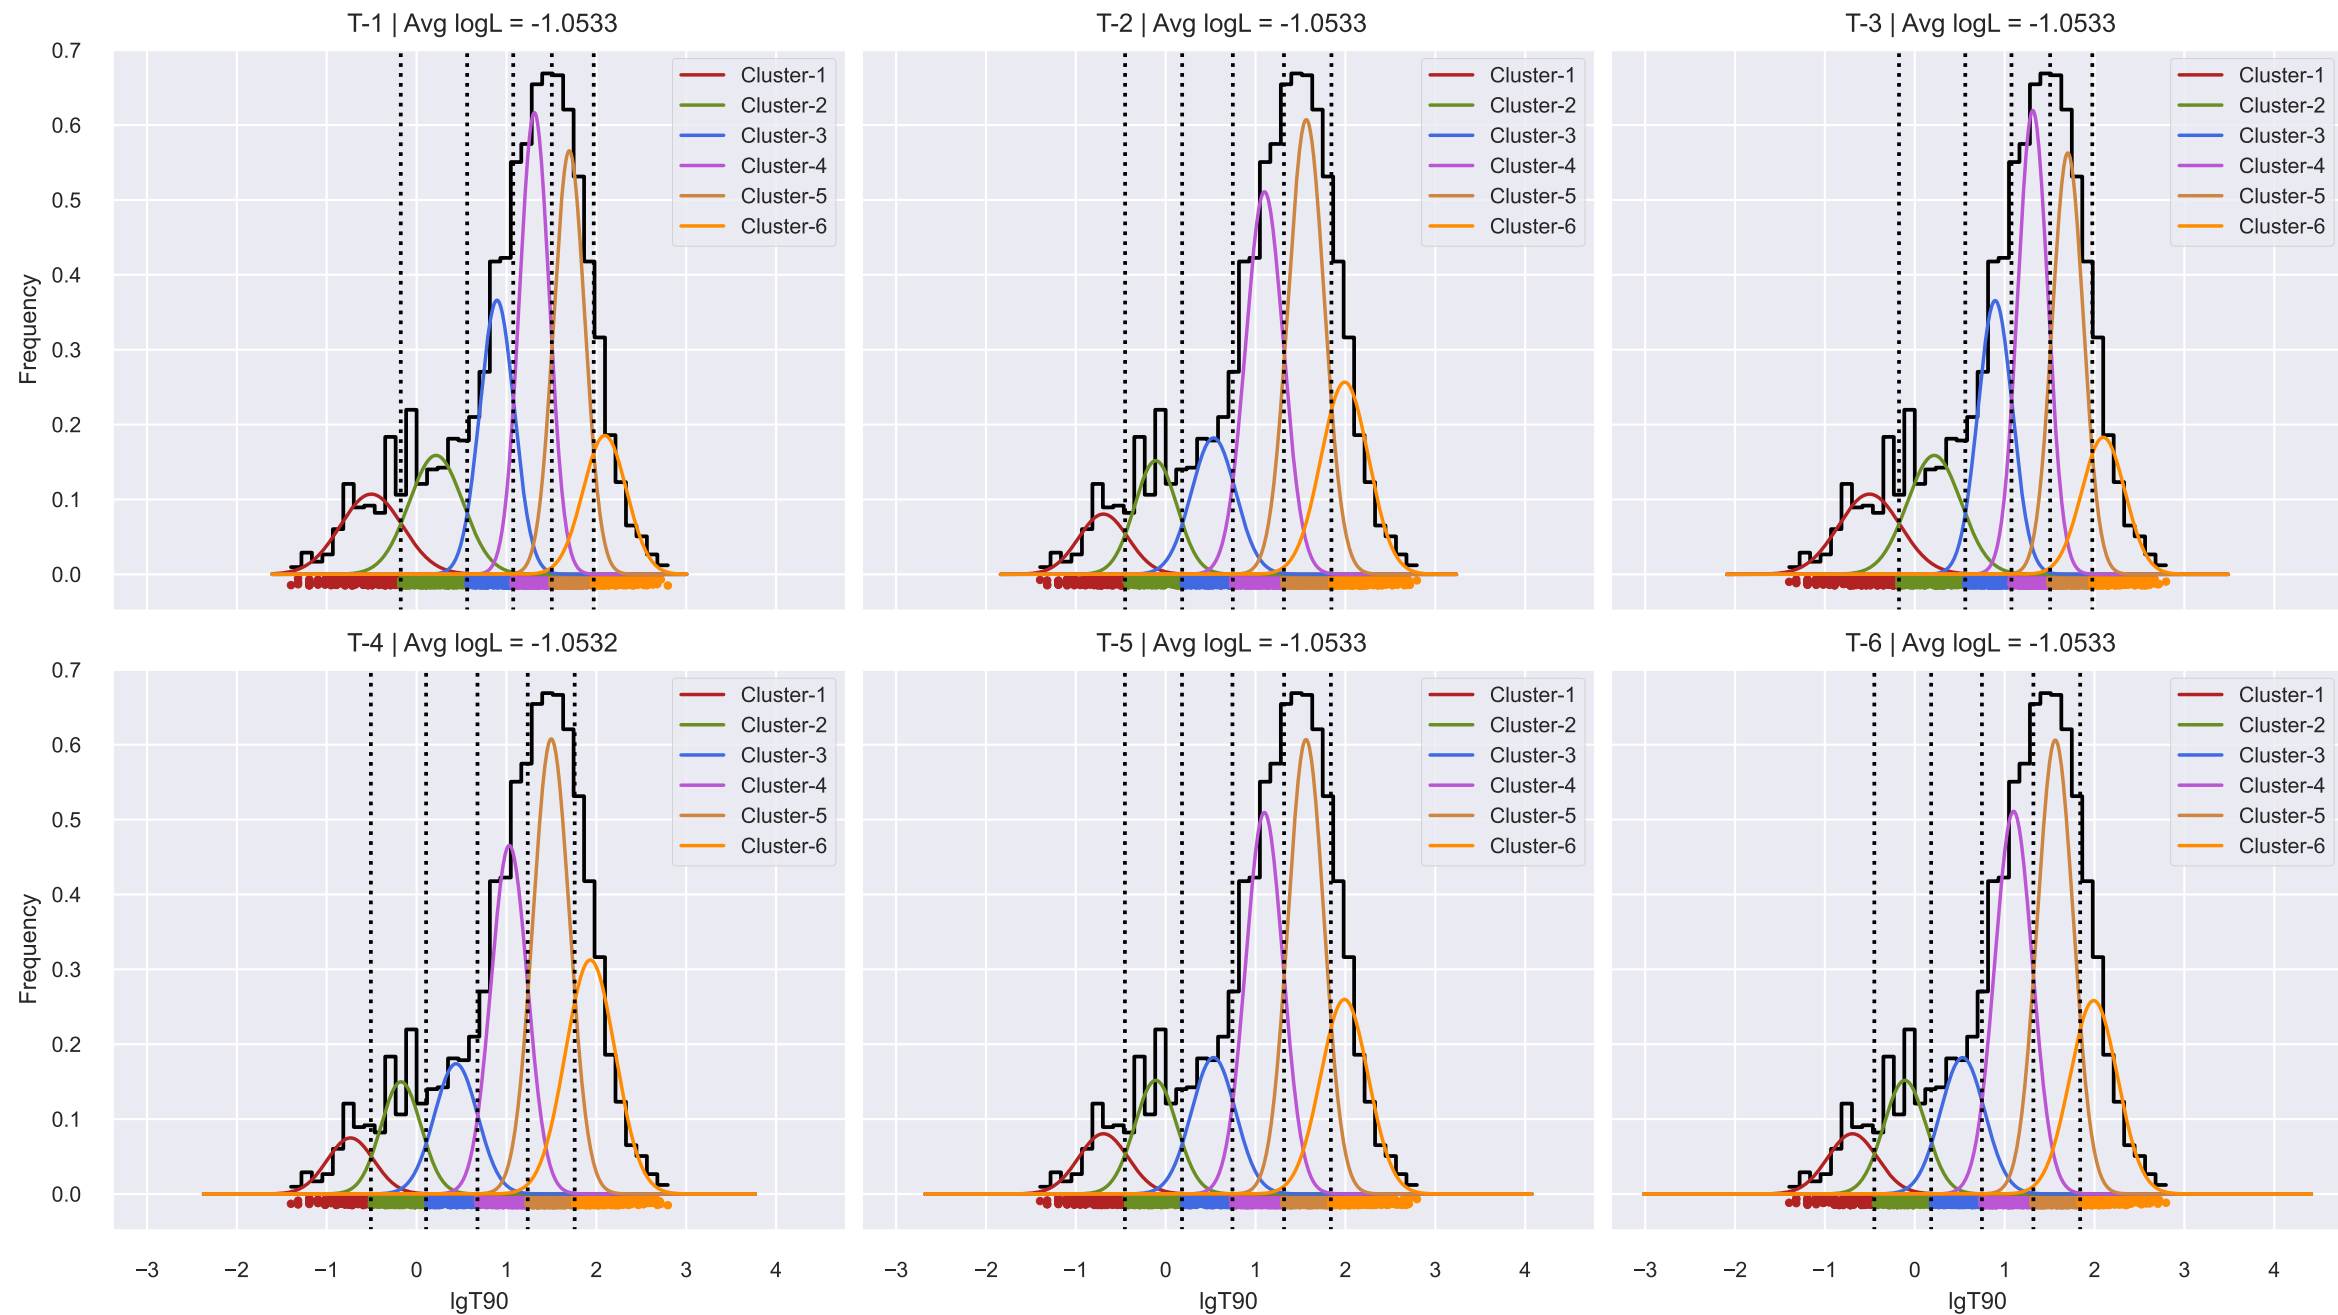 T-1 | Avg logL = -1.0533
T-2 | Avg logL = -1.0533
T-3 | Avg logL = -1.0533
0.7
0.6
0.5
0.4
0.3
0.2
0.1
0.0
Frequency
Cluster-1
Cluster-2
Cluster-3
Cluster-4
Cluster-5
Cluster-6
Cluster-1
Cluster-2
Cluster-3
Cluster-4
Cluster-5
Cluster-6
Cluster-1
Cluster-2
Cluster-3
Cluster-4
Cluster-5
Cluster-6
T-4 | Avg logL = -1.0532
T-5 | Avg logL = -1.0533
T-6 | Avg logL = -1.0533
0.7
0.6
0.5
0.4
0.3
0.2
0.1
0.0
Frequency
Cluster-1
Cluster-2
Cluster-3
Cluster-4
Cluster-5
Cluster-6
Cluster-1
Cluster-2
Cluster-3
Cluster-4
Cluster-5
Cluster-6
Cluster-1
Cluster-2
Cluster-3
Cluster-4
Cluster-5
Cluster-6
−3 −2 −1 0 1 2 3 4
−3 −2 −1 0 1 2 3 4
−3 −2 −1 0 1 2 3 4
lgT90
lgT90
lgT90